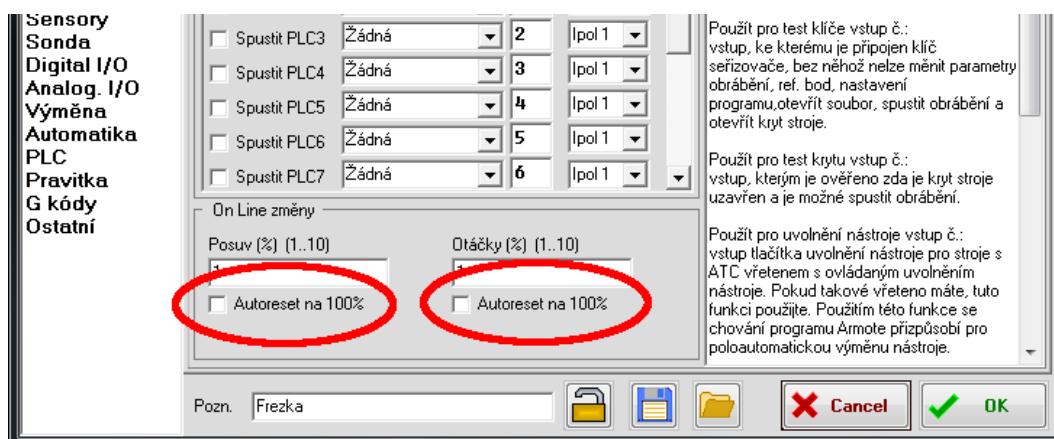 Sensory
Sonda
Digital I/O
Analog. I/O
Výměna
Automatika
PLC
Pravitka
G kódy
Ostatní
Spustit PLC3 Žádná 2 Ipol 1
Spustit PLC4 Žádná 3 Ipol 1
Spustit PLC5 Žádná 4 Ipol 1
Spustit PLC6 Žádná 5 Ipol 1
Spustit PLC7 Žádná 6 Ipol 1
On Line změny
Posuv (%) (1..10) Otáčky (%) (1..10)
Autoreset na 100% Autoreset na 100%
Použít pro test klíče vstup č.:
vstup, ke kterému je připojen klíč
seřizovače, bez něhož nelze měnit parametry
obrábění, ref. bod, nastavení
programu,otevřít soubor, spustit obrábění a
otevřít kryt stroje.
Použít pro test krytu vstup č.:
vstup, kterým je ověřeno zda je kryt stroje
uzavřen a je možné spustit obrábění.
Použít pro uvolnění nástroje vstup č.:
vstup tlačítka uvolnění nástroje pro stroje s
ATC vřetenem s ovládaným uvolněním
nástroje. Pokud takové vřeteno máte, tuto
funkci použijte. Použitím této funkce se
chování programu Armote přizpůsobí pro
poloautomatickou výměnu nástroje.
Pozn. Frezka Cancel OK